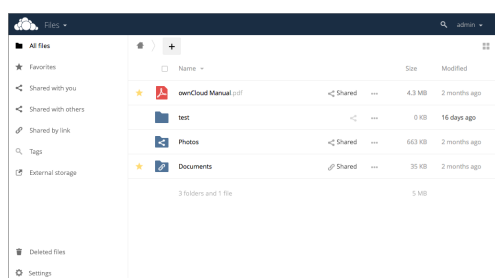 Files
admin
All files
Favorites
Shared with you
Shared with others
Shared by link
Tags
External storage
Deleted files
Settings
+
Name Size Modified
ownCloud Manual.pdf Shared ... 4.3 MB 2 months ago
test ... 0 KB 16 days ago
Photos Shared ... 663 KB 2 months ago
Documents Shared ... 35 KB 2 months ago
3 folders and 1 file 5 MB